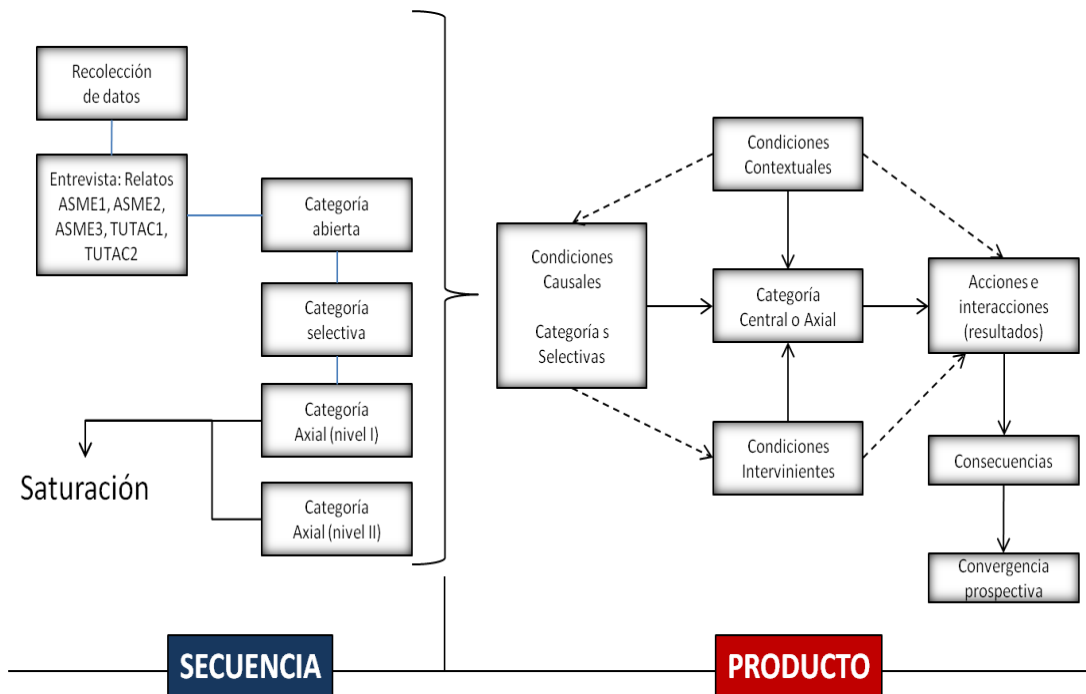 Recolección
de datos
Entrevista: Relatos
ASME1, ASME2,
ASME3, TUTAC1,
TUTAC2
Categoría
abierta
Categoría
selectiva
Categoría
Axial (nivel I)
Categoría
Axial (nivel II)
Saturación
Condiciones
Contextuales
Condiciones
Causales
Categoría s
Selectivas
Categoría
Central o Axial
Acciones e
interacciones
(resultados)
Condiciones
Intervinientes
Consecuencias
Convergencia
prospectiva
SECUENCIA
PRODUCTO